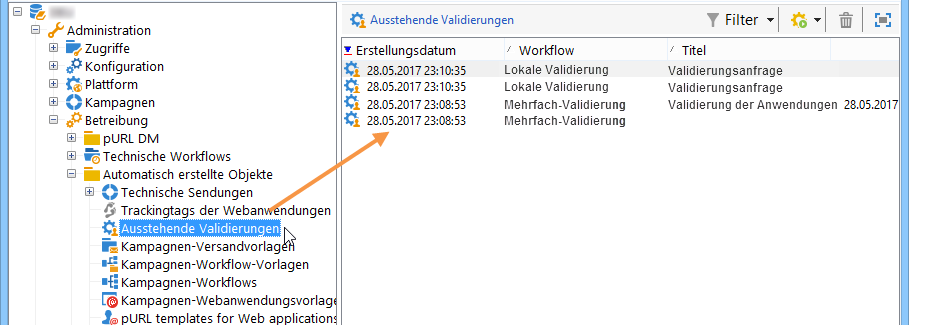 Administration
Zugriffe
Konfiguration
Plattform
Kampagnen
Betreibung
pURL DM
Technische Workflows
Automatisch erstellte Objekte
Technische Sendungen
Trackingtags der Webanwendungen
Ausstehende Validierungen
Kampagnen-Versandvorlagen
Kampagnen-Workflow-Vorlagen
Kampagnen-Workflows
Kampagnen-Webanwendungsvorlage
pURL templates for Web applications
Ausstehende Validierungen Filter
Erstellungsdatum Workflow Titel
28.05.2017 23:10:35 Lokale Validierung Validierungsanfrage
28.05.2017 23:10:35 Lokale Validierung Validierungsanfrage
28.05.2017 23:08:53 Mehrfach-Validierung Validierung der Anwendungen 28.05.2017
28.05.2017 23:08:53 Mehrfach-Validierung